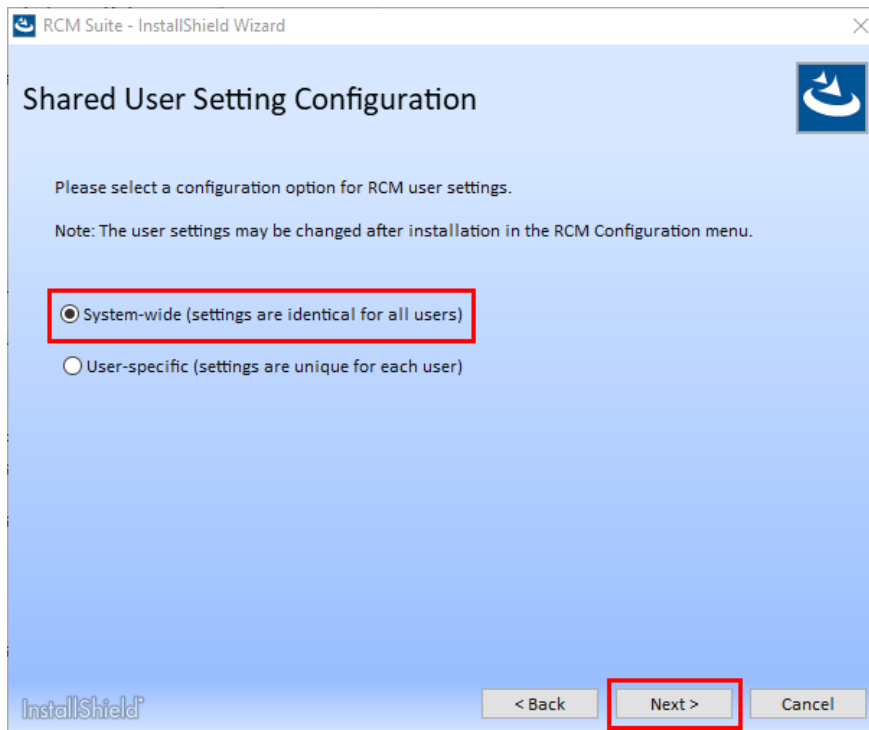 RCM Suite - InstallShield Wizard
Shared User Setting Configuration
Please select a configuration option for RCM user settings.
Note: The user settings may be changed after installation in the RCM Configuration menu.
System-wide (settings are identical for all users)
User-specific (settings are unique for each user)
InstallShield
< Back
Next >
Cancel